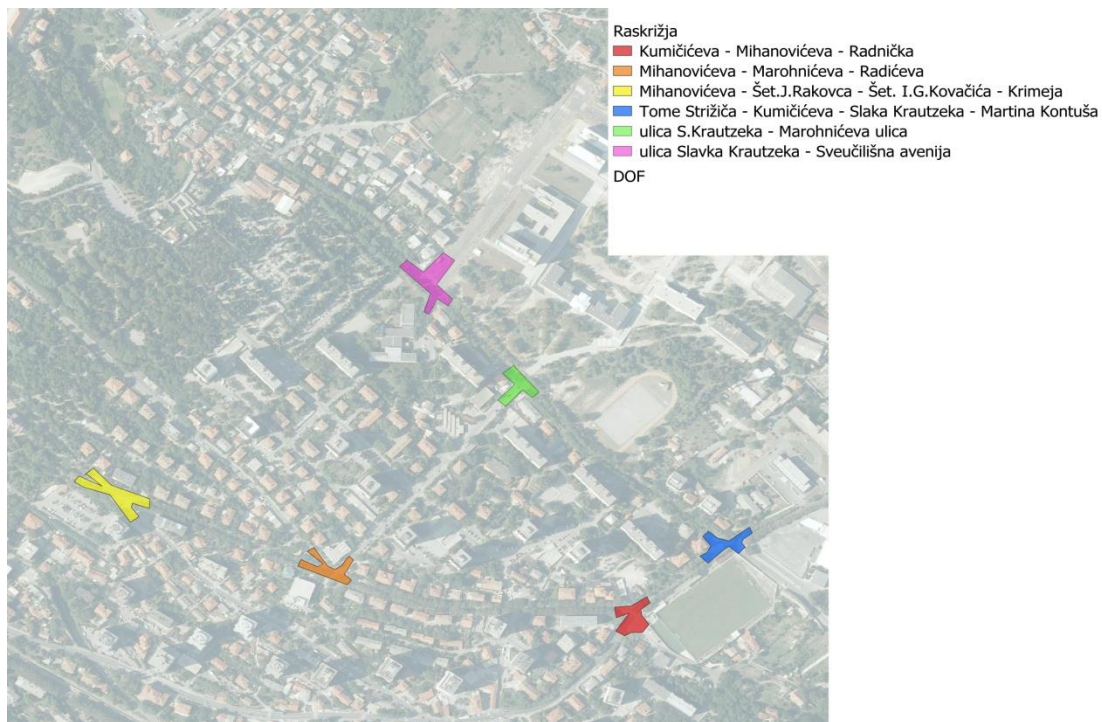 Raskrižja
Kumičićeva - Mihanovićeva - Radnička
Mihanovićeva - Marohnićeva - Radićeva
Mihanovićeva - Šet.J.Rakovca - Šet. I.G.Kovačića - Krimeja
Tome Strižića - Kumičićeva - Slaka Krautzeka - Martina Kontuša
ulica S.Krautzeka - Marohnićeva ulica
ulica Slavka Krautzeka - Sveučilišna avenija
DOF